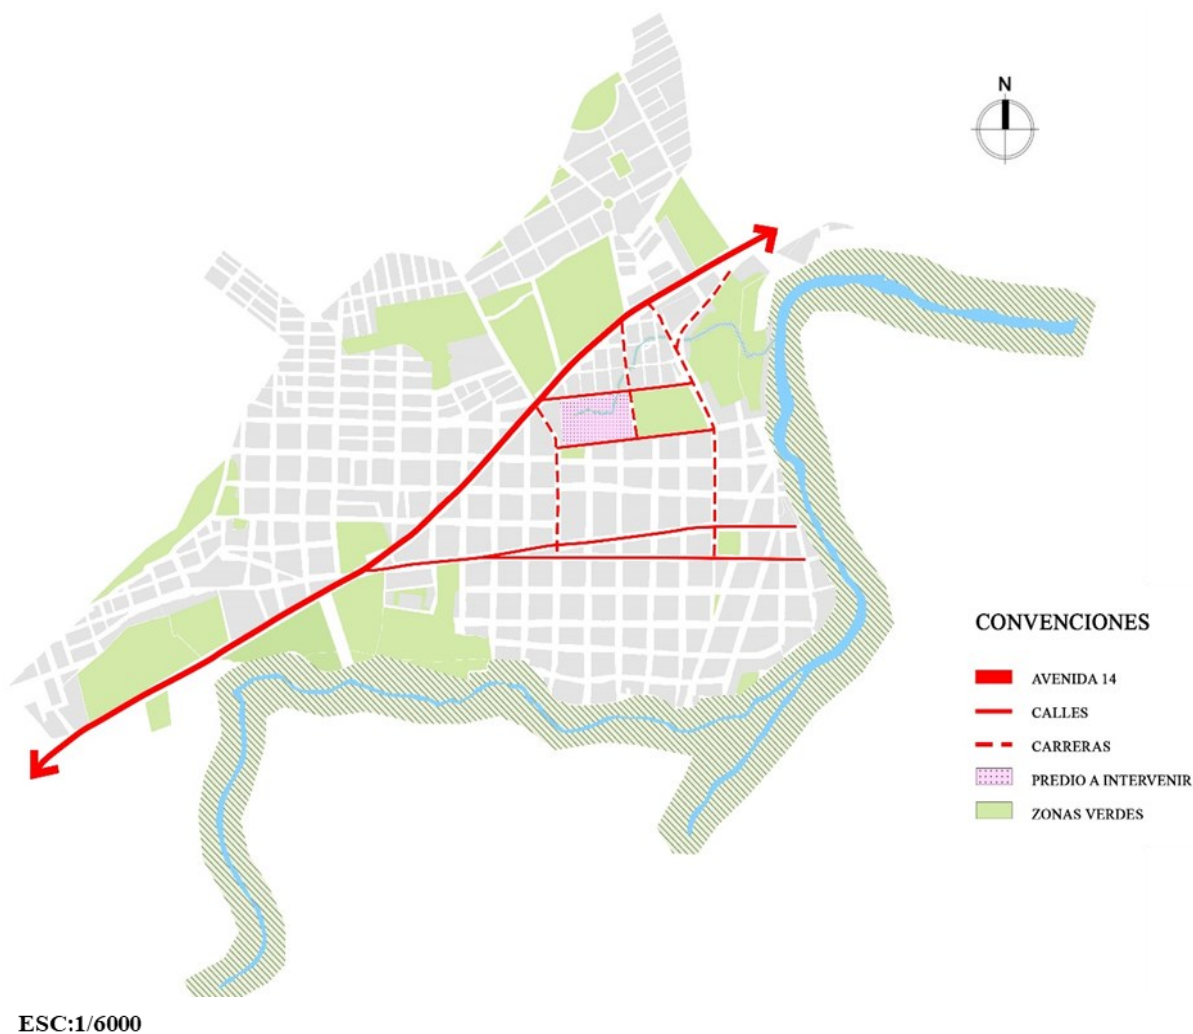 N
CONVENCIONES
AVENIDA 14
CALLES
CARRERAS
PREDIO A INTERVENIR
ZONAS VERDES
ESC:1/6000